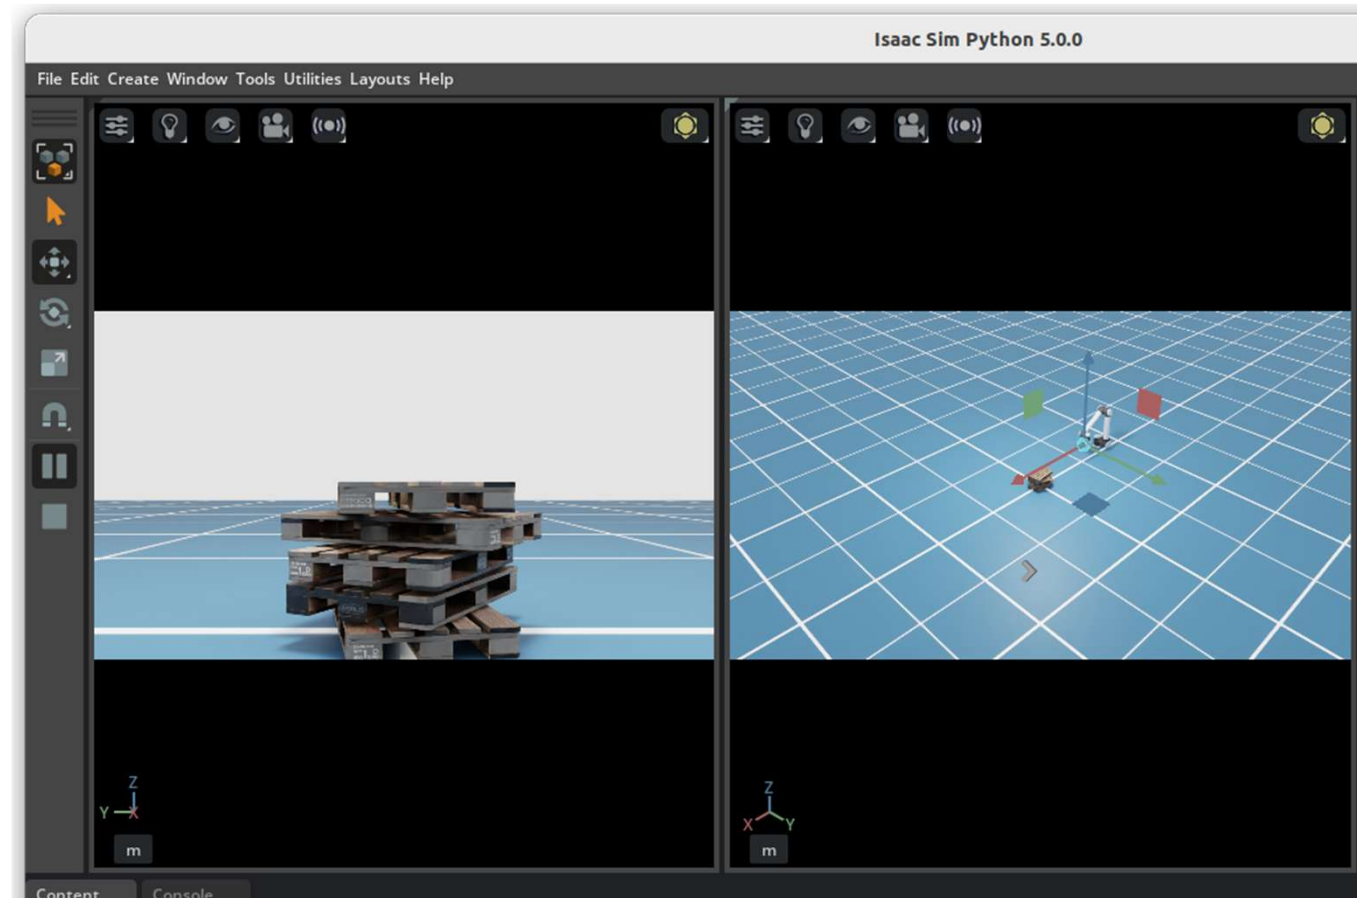 Isaac Sim Python 5.0.0
File Edit Create Window Tools Utilities Layouts Help
Z
Y X
m
Z
X Y
m
Content Console